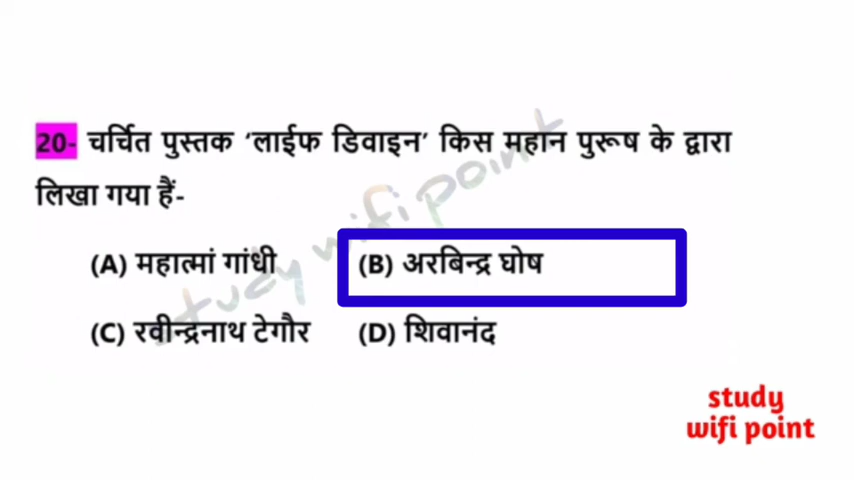 20- चर्चित पुस्तक ‘लाईफ डिवाइन’ किस महान पुरूष के द्वारा
लिखा गया हैं-
(A) महात्मां गांधी (B) अरबिन्द्र घोष
(C) रवीन्द्रनाथ टेगौर (D) शिवानंद
study wifi point
study
wifi point